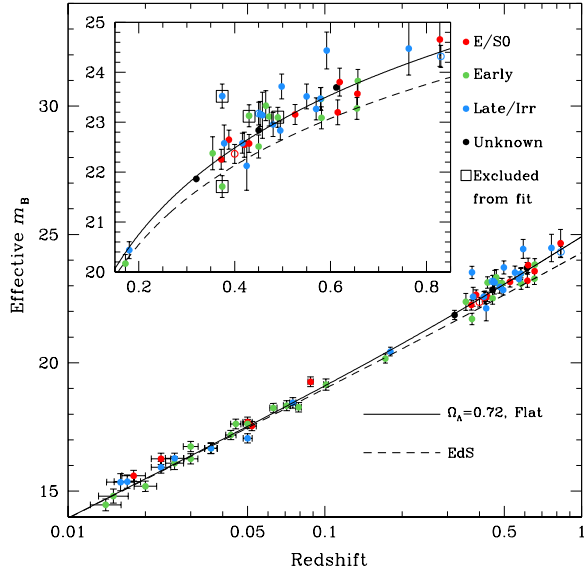 Effective m_B
30
25
20
15
0.01
0.05
0.1
0.5
1
Redshift
25
24
23
22
21
20
0.2
0.4
0.6
0.8
E/S0
Early
Late/Irr
Unknown
Excluded
from fit
Ω_Λ=0.72, Flat
EdS